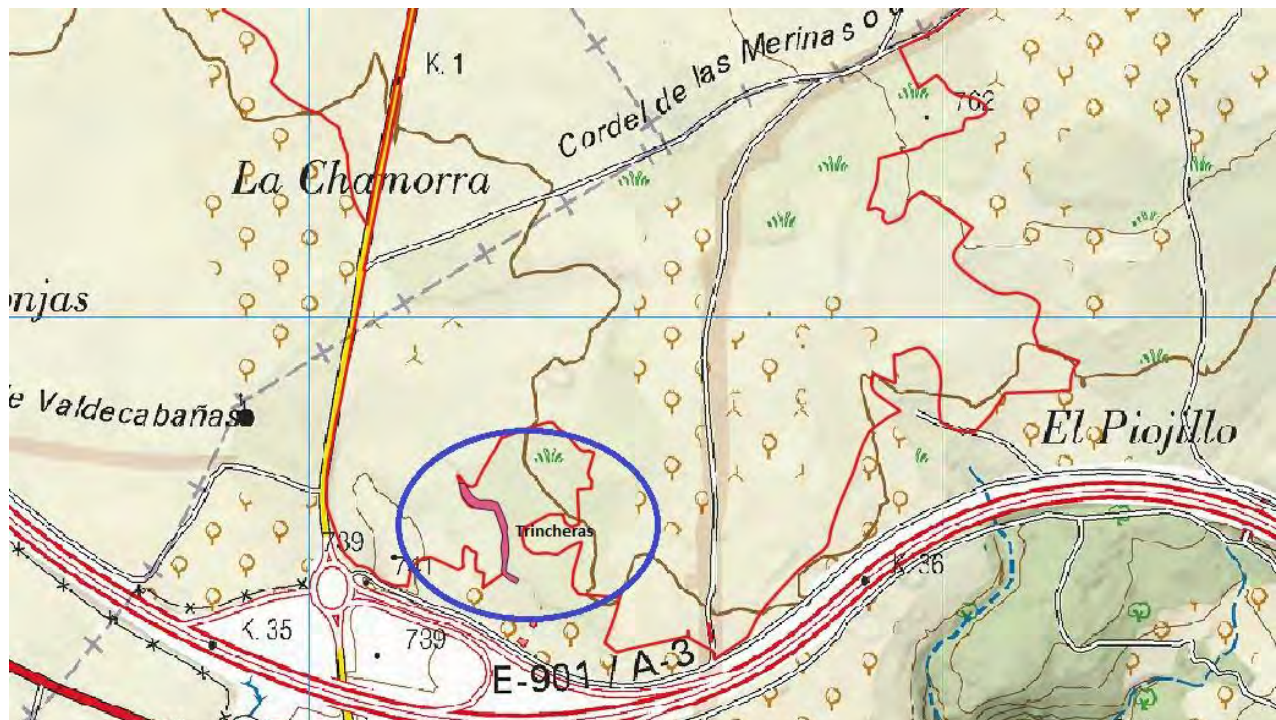 K. 1
Cordel de las Merinas o
762
La Chamorra
onjas
e Valdecabañas
El Piojillo
Trincheras
739
741
K. 36
K. 35
739
E-901 / A-3